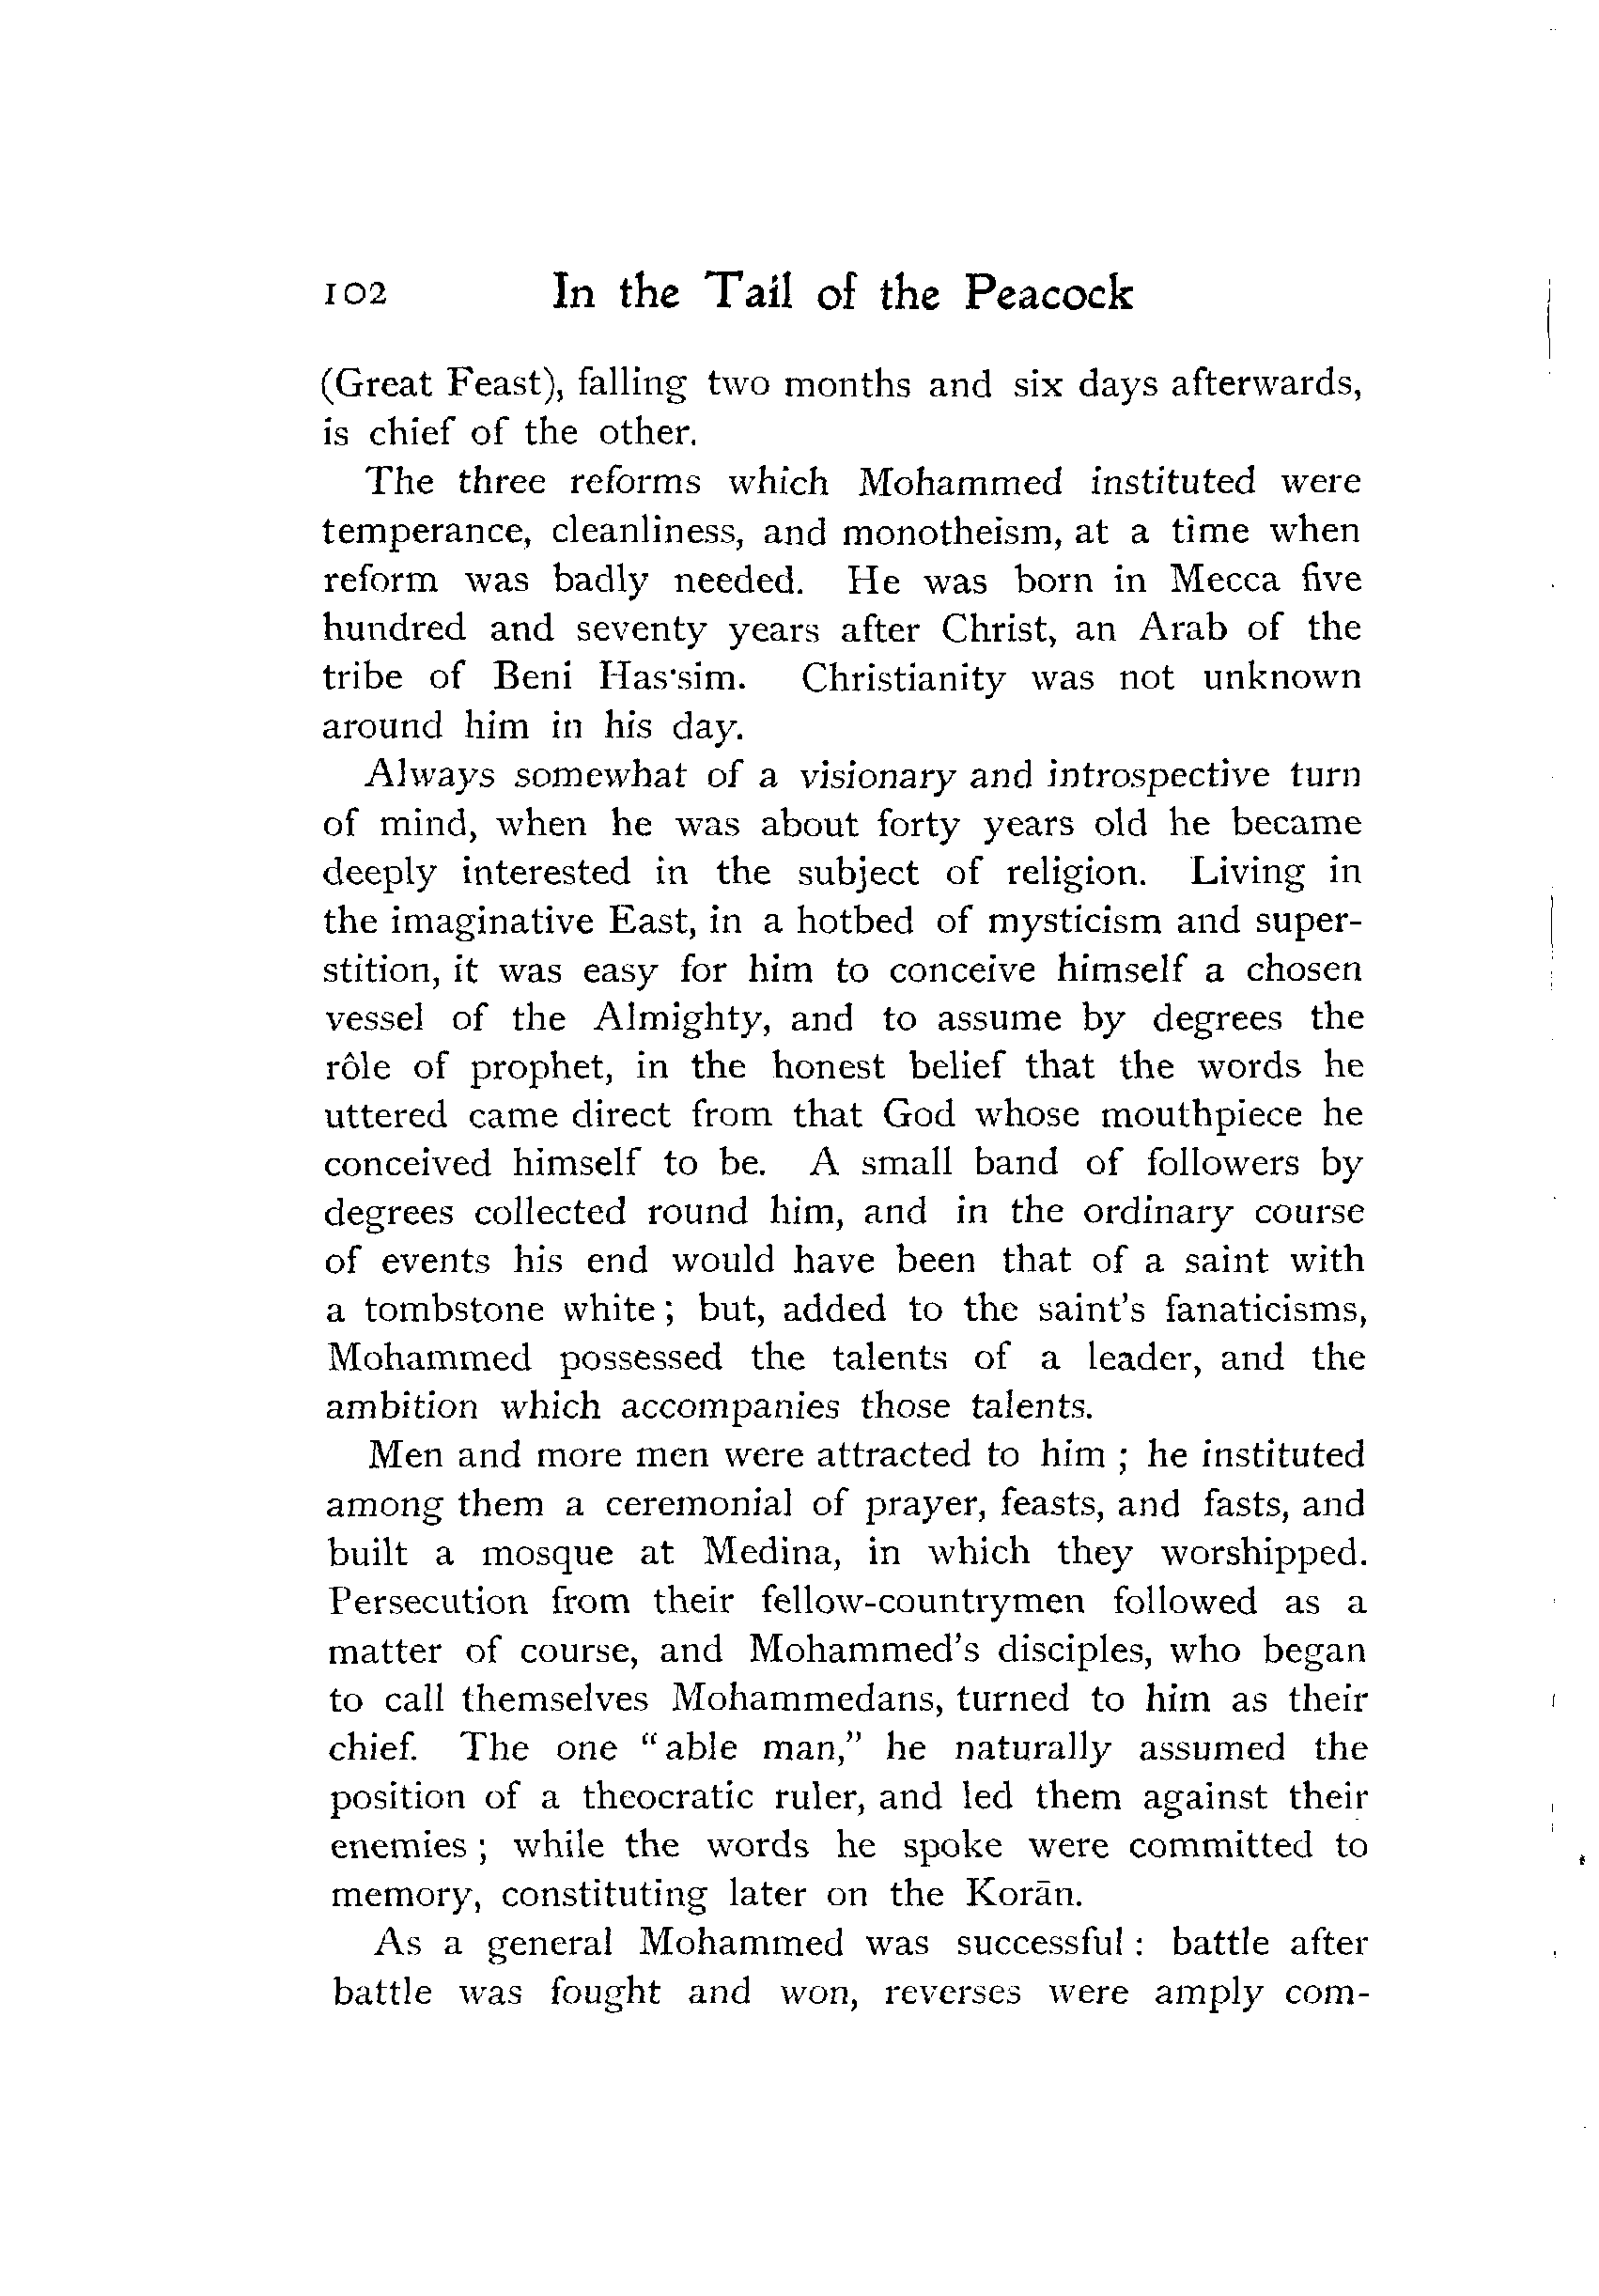 102 In the Tail of the Peacock
(Great Feast), falling two months and six days afterwards,
is chief of the other.
The three reforms which Mohammed instituted were
temperance, cleanliness, and monotheism, at a time when
reform was badly needed. He was born in Mecca five
hundred and seventy years after Christ, an Arab of the
tribe of Beni Has'sim. Christianity was not unknown
around him in his day.
Always somewhat of a visionary and introspective turn
of mind, when he was about forty years old he became
deeply interested in the subject of religion. Living in
the imaginative East, in a hotbed of mysticism and super-
stition, it was easy for him to conceive himself a chosen
vessel of the Almighty, and to assume by degrees the
rôle of prophet, in the honest belief that the words he
uttered came direct from that God whose mouthpiece he
conceived himself to be. A small band of followers by
degrees collected round him, and in the ordinary course
of events his end would have been that of a saint with
a tombstone white ; but, added to the saint's fanaticisms,
Mohammed possessed the talents of a leader, and the
ambition which accompanies those talents.
Men and more men were attracted to him ; he instituted
among them a ceremonial of prayer, feasts, and fasts, and
built a mosque at Medina, in which they worshipped.
Persecution from their fellow-countrymen followed as a
matter of course, and Mohammed's disciples, who began
to call themselves Mohammedans, turned to him as their
chief. The one "able man," he naturally assumed the
position of a theocratic ruler, and led them against their
enemies ; while the words he spoke were committed to
memory, constituting later on the Korān.
As a general Mohammed was successful : battle after
battle was fought and won, reverses were amply com-